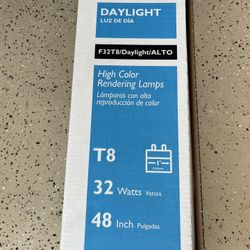 DAYLIGHT
LUZ DE DÍA
F32T8/Daylight/ALTO
High Color
Rendering Lamps
Lámparas con alta
reproducción de color
T8
1"
32 Watts Vatios
48 Inch Pulgadas